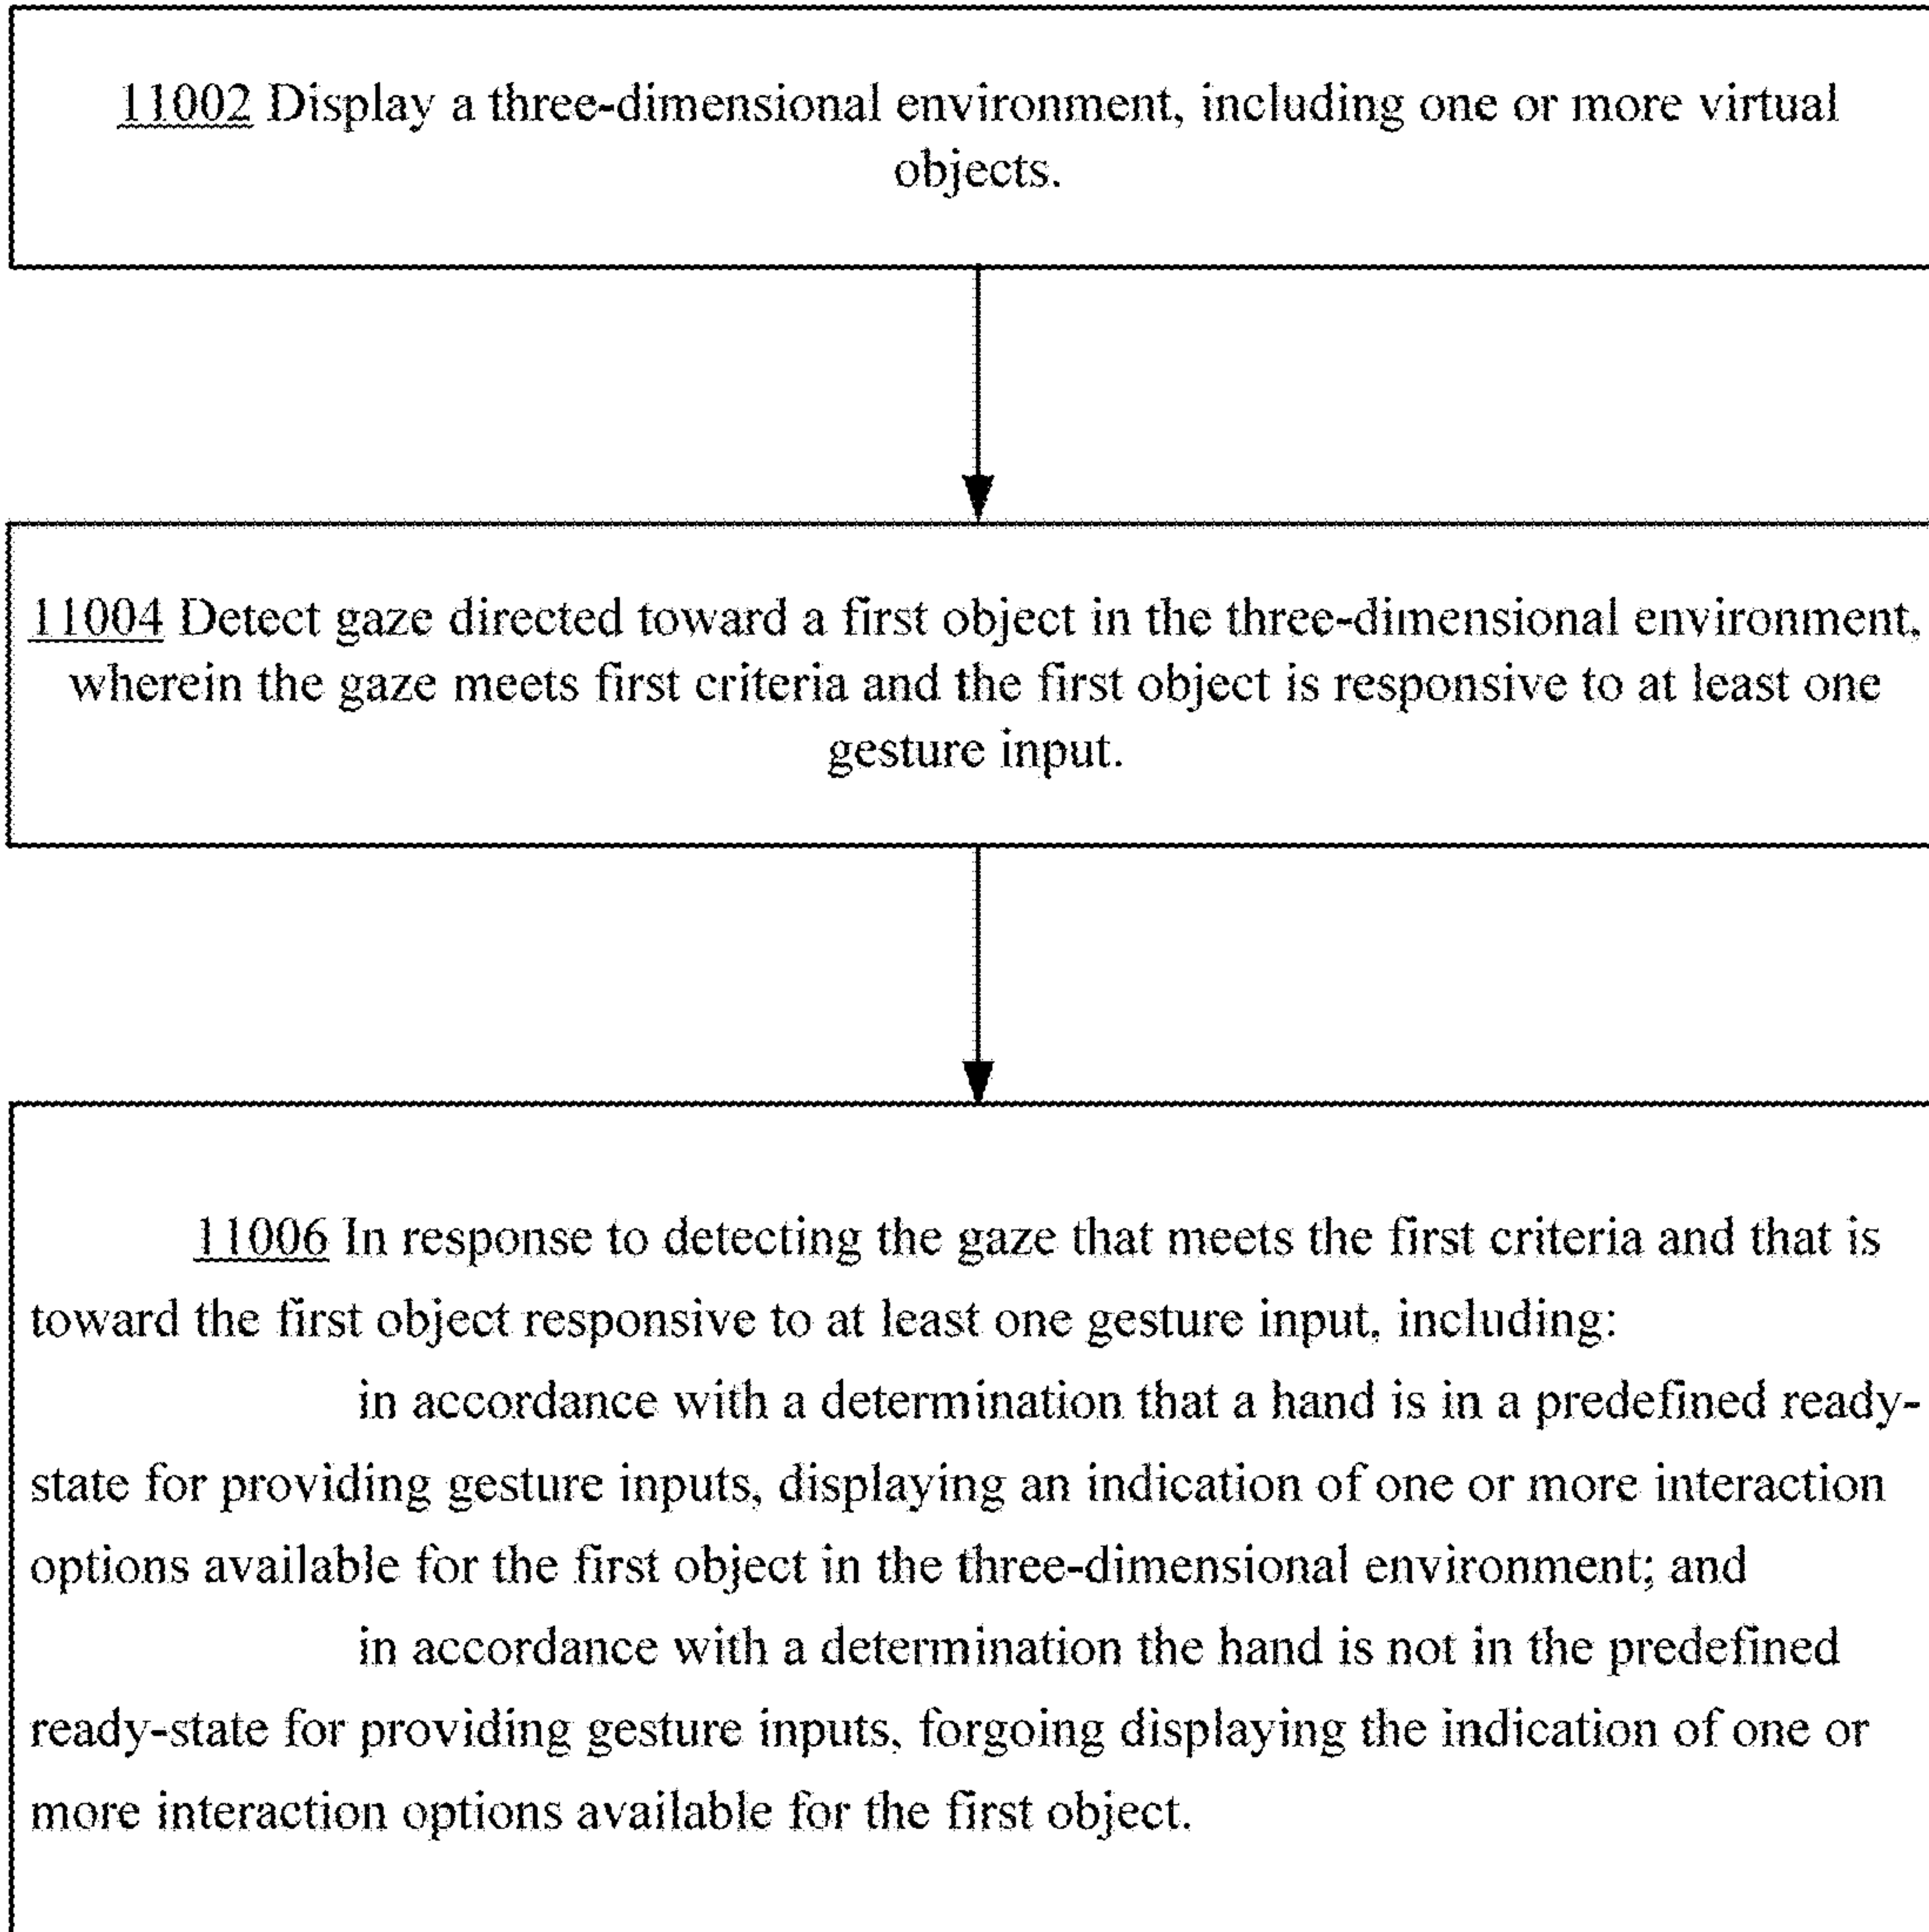 11002 Display a three-dimensional environment, including one or more virtual
objects.
11004 Detect gaze directed toward a first object in the three-dimensional environment,
wherein the gaze meets first criteria and the first object is responsive to at least one
gesture input.
11006 In response to detecting the gaze that meets the first criteria and that is
toward the first object responsive to at least one gesture input, including:
in accordance with a determination that a hand is in a predefined ready-
state for providing gesture inputs, displaying an indication of one or more interaction
options available for the first object in the three-dimensional environment; and
in accordance with a determination the hand is not in the predefined
ready-state for providing gesture inputs, forgoing displaying the indication of one or
more interaction options available for the first object.